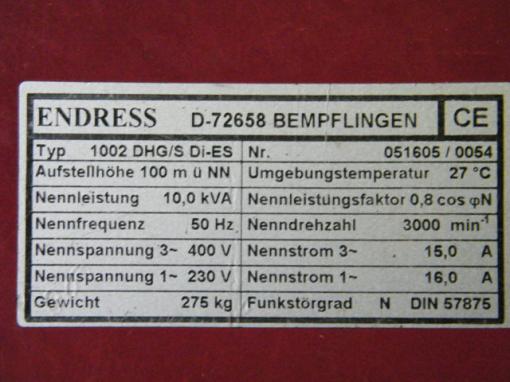 ENDRESS D-72658 BEMPFLINGEN CE
Typ 1002 DHG/S Di-ES Nr. 051605 / 0054
Aufstellhöhe 100 m ü NN Umgebungstemperatur 27 °C
Nennleistung 10,0 kVA Nennleistungsfaktor 0,8 cos φN
Nennfrequenz 50 Hz Nenndrehzahl 3000 min⁻¹
Nennspannung 3~ 400 V Nennstrom 3~ 15,0 A
Nennspannung 1~ 230 V Nennstrom 1~ 16,0 A
Gewicht 275 kg Funkstörgrad N DIN 57875